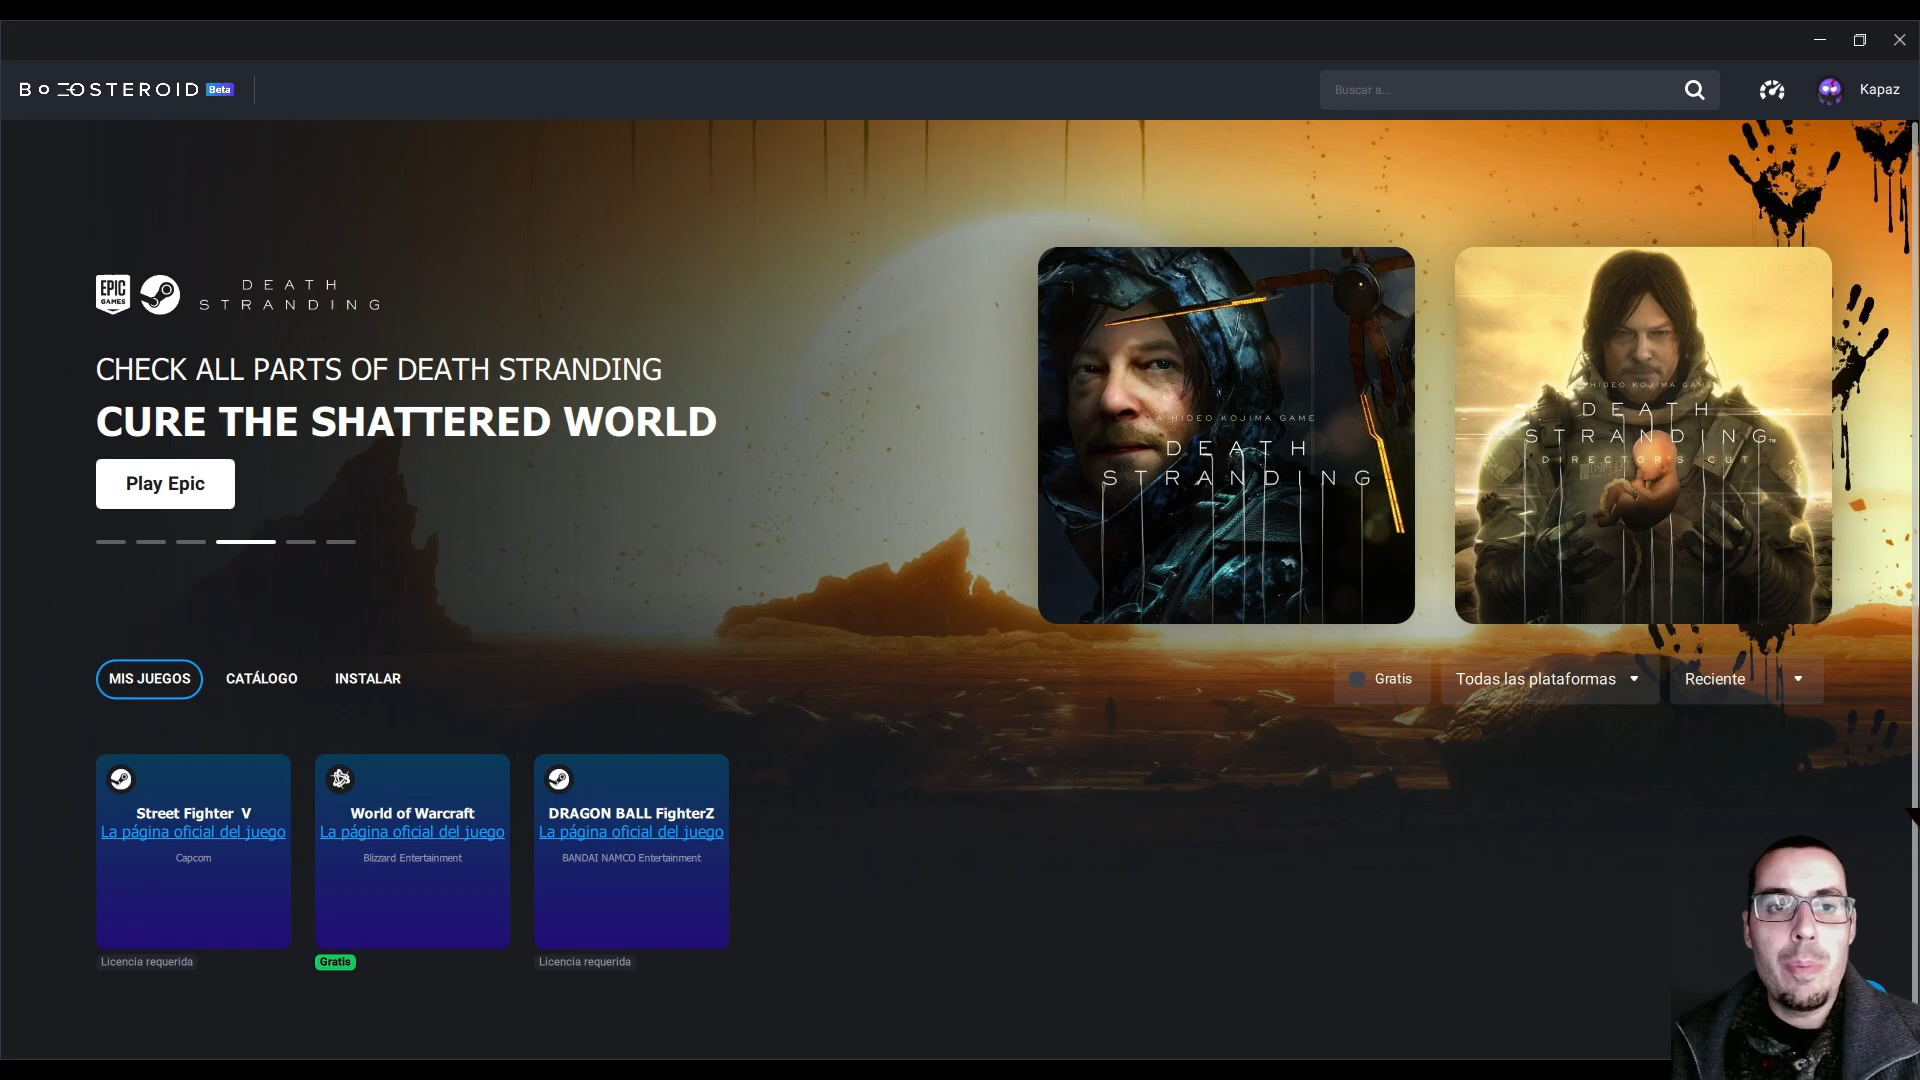 BOOSTEROID Beta
Buscar a...
Kapaz
EPIC GAMES
DEATH
STRANDING
CHECK ALL PARTS OF DEATH STRANDING
CURE THE SHATTERED WORLD
Play Epic
A HIDEO KOJIMA GAME
DEATH
STRANDING
A HIDEO KOJIMA GAME
DEATH
STRANDING™
DIRECTOR'S CUT
MIS JUEGOS
CATÁLOGO
INSTALAR
Gratis
Todas las plataformas
Reciente
Street Fighter V
La página oficial del juego
Capcom
Licencia requerida
World of Warcraft
La página oficial del juego
Blizzard Entertainment
Gratis
DRAGON BALL FighterZ
La página oficial del juego
BANDAI NAMCO Entertainment
Licencia requerida